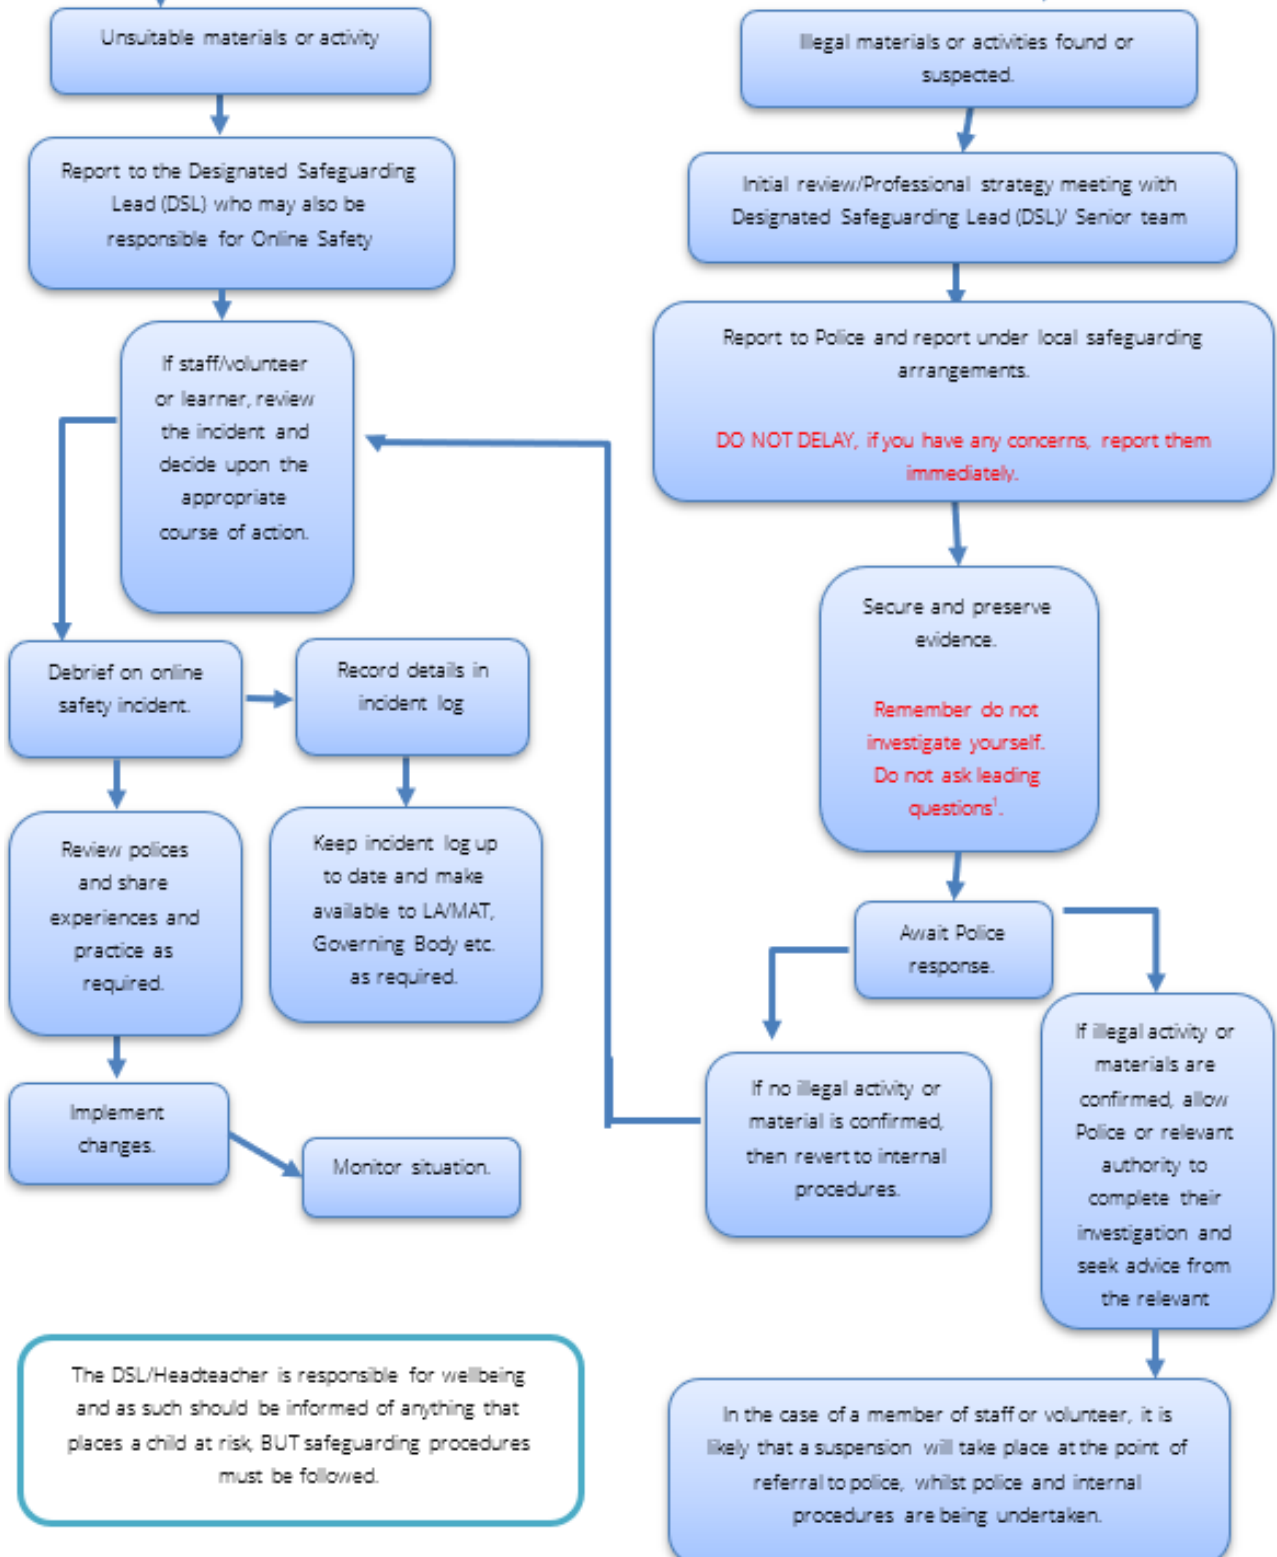 Unsuitable materials or activity
Report to the Designated Safeguarding
Lead (DSL) who may also be
responsible for Online Safety
If staff/volunteer
or learner, review
the incident and
decide upon the
appropriate
course of action.
Debrief on online
safety incident.
Record details in
incident log
Review polices
and share
experiences and
practice as
required.
Keep incident log up
to date and make
available to LA/MAT,
Governing Body etc.
as required.
Implement
changes.
Monitor situation.
The DSL/Headteacher is responsible for wellbeing
and as such should be informed of anything that
places a child at risk, BUT safeguarding procedures
must be followed.
Illegal materials or activities found or
suspected.
Initial review/Professional strategy meeting with
Designated Safeguarding Lead (DSL)/ Senior team
Report to Police and report under local safeguarding
arrangements.
DO NOT DELAY, if you have any concerns, report them
immediately.
Secure and preserve
evidence.
Remember do not
investigate yourself.
Do not ask leading
questions¹.
Await Police
response.
If no illegal activity or
material is confirmed,
then revert to internal
procedures.
If illegal activity or
materials are
confirmed, allow
Police or relevant
authority to
complete their
investigation and
seek advice from
the relevant
In the case of a member of staff or volunteer, it is
likely that a suspension will take place at the point of
referral to police, whilst police and internal
procedures are being undertaken.